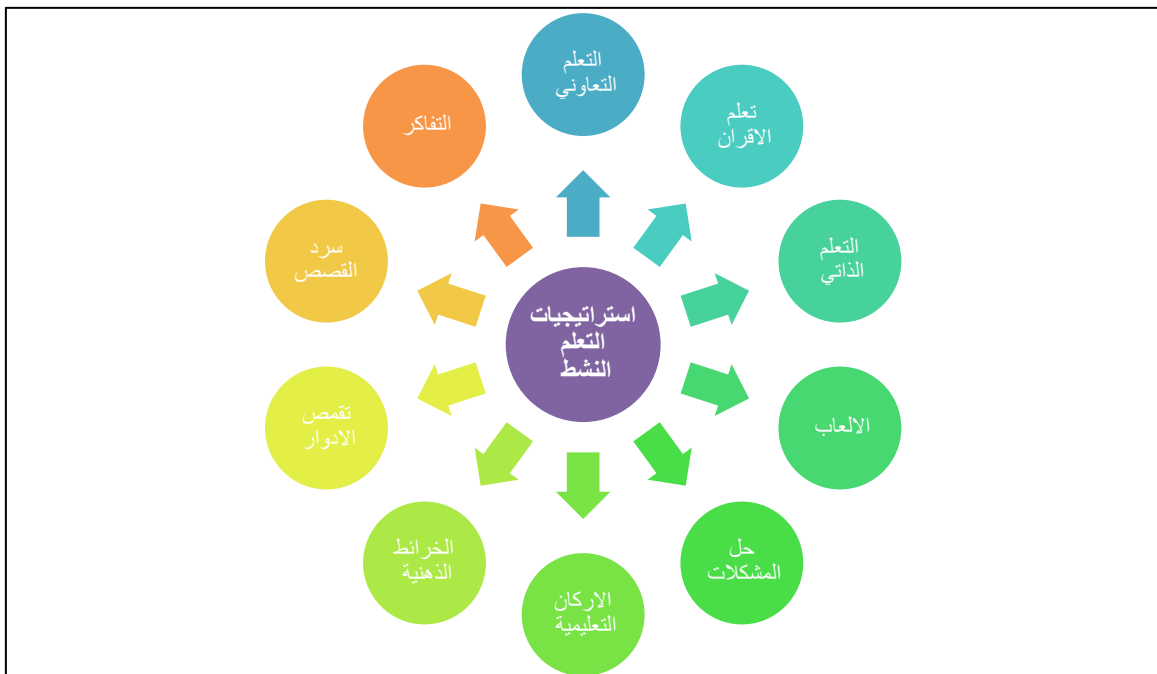 التعلم
التعاوني
تعلم
الاقران
التعلم
الذاتي
الالعاب
حل
المشكلات
الاركان
التعليمية
الخرائط
الذهنية
تقمص
الادوار
سرد
القصص
التفاكر
استراتيجيات
التعلم
النشط